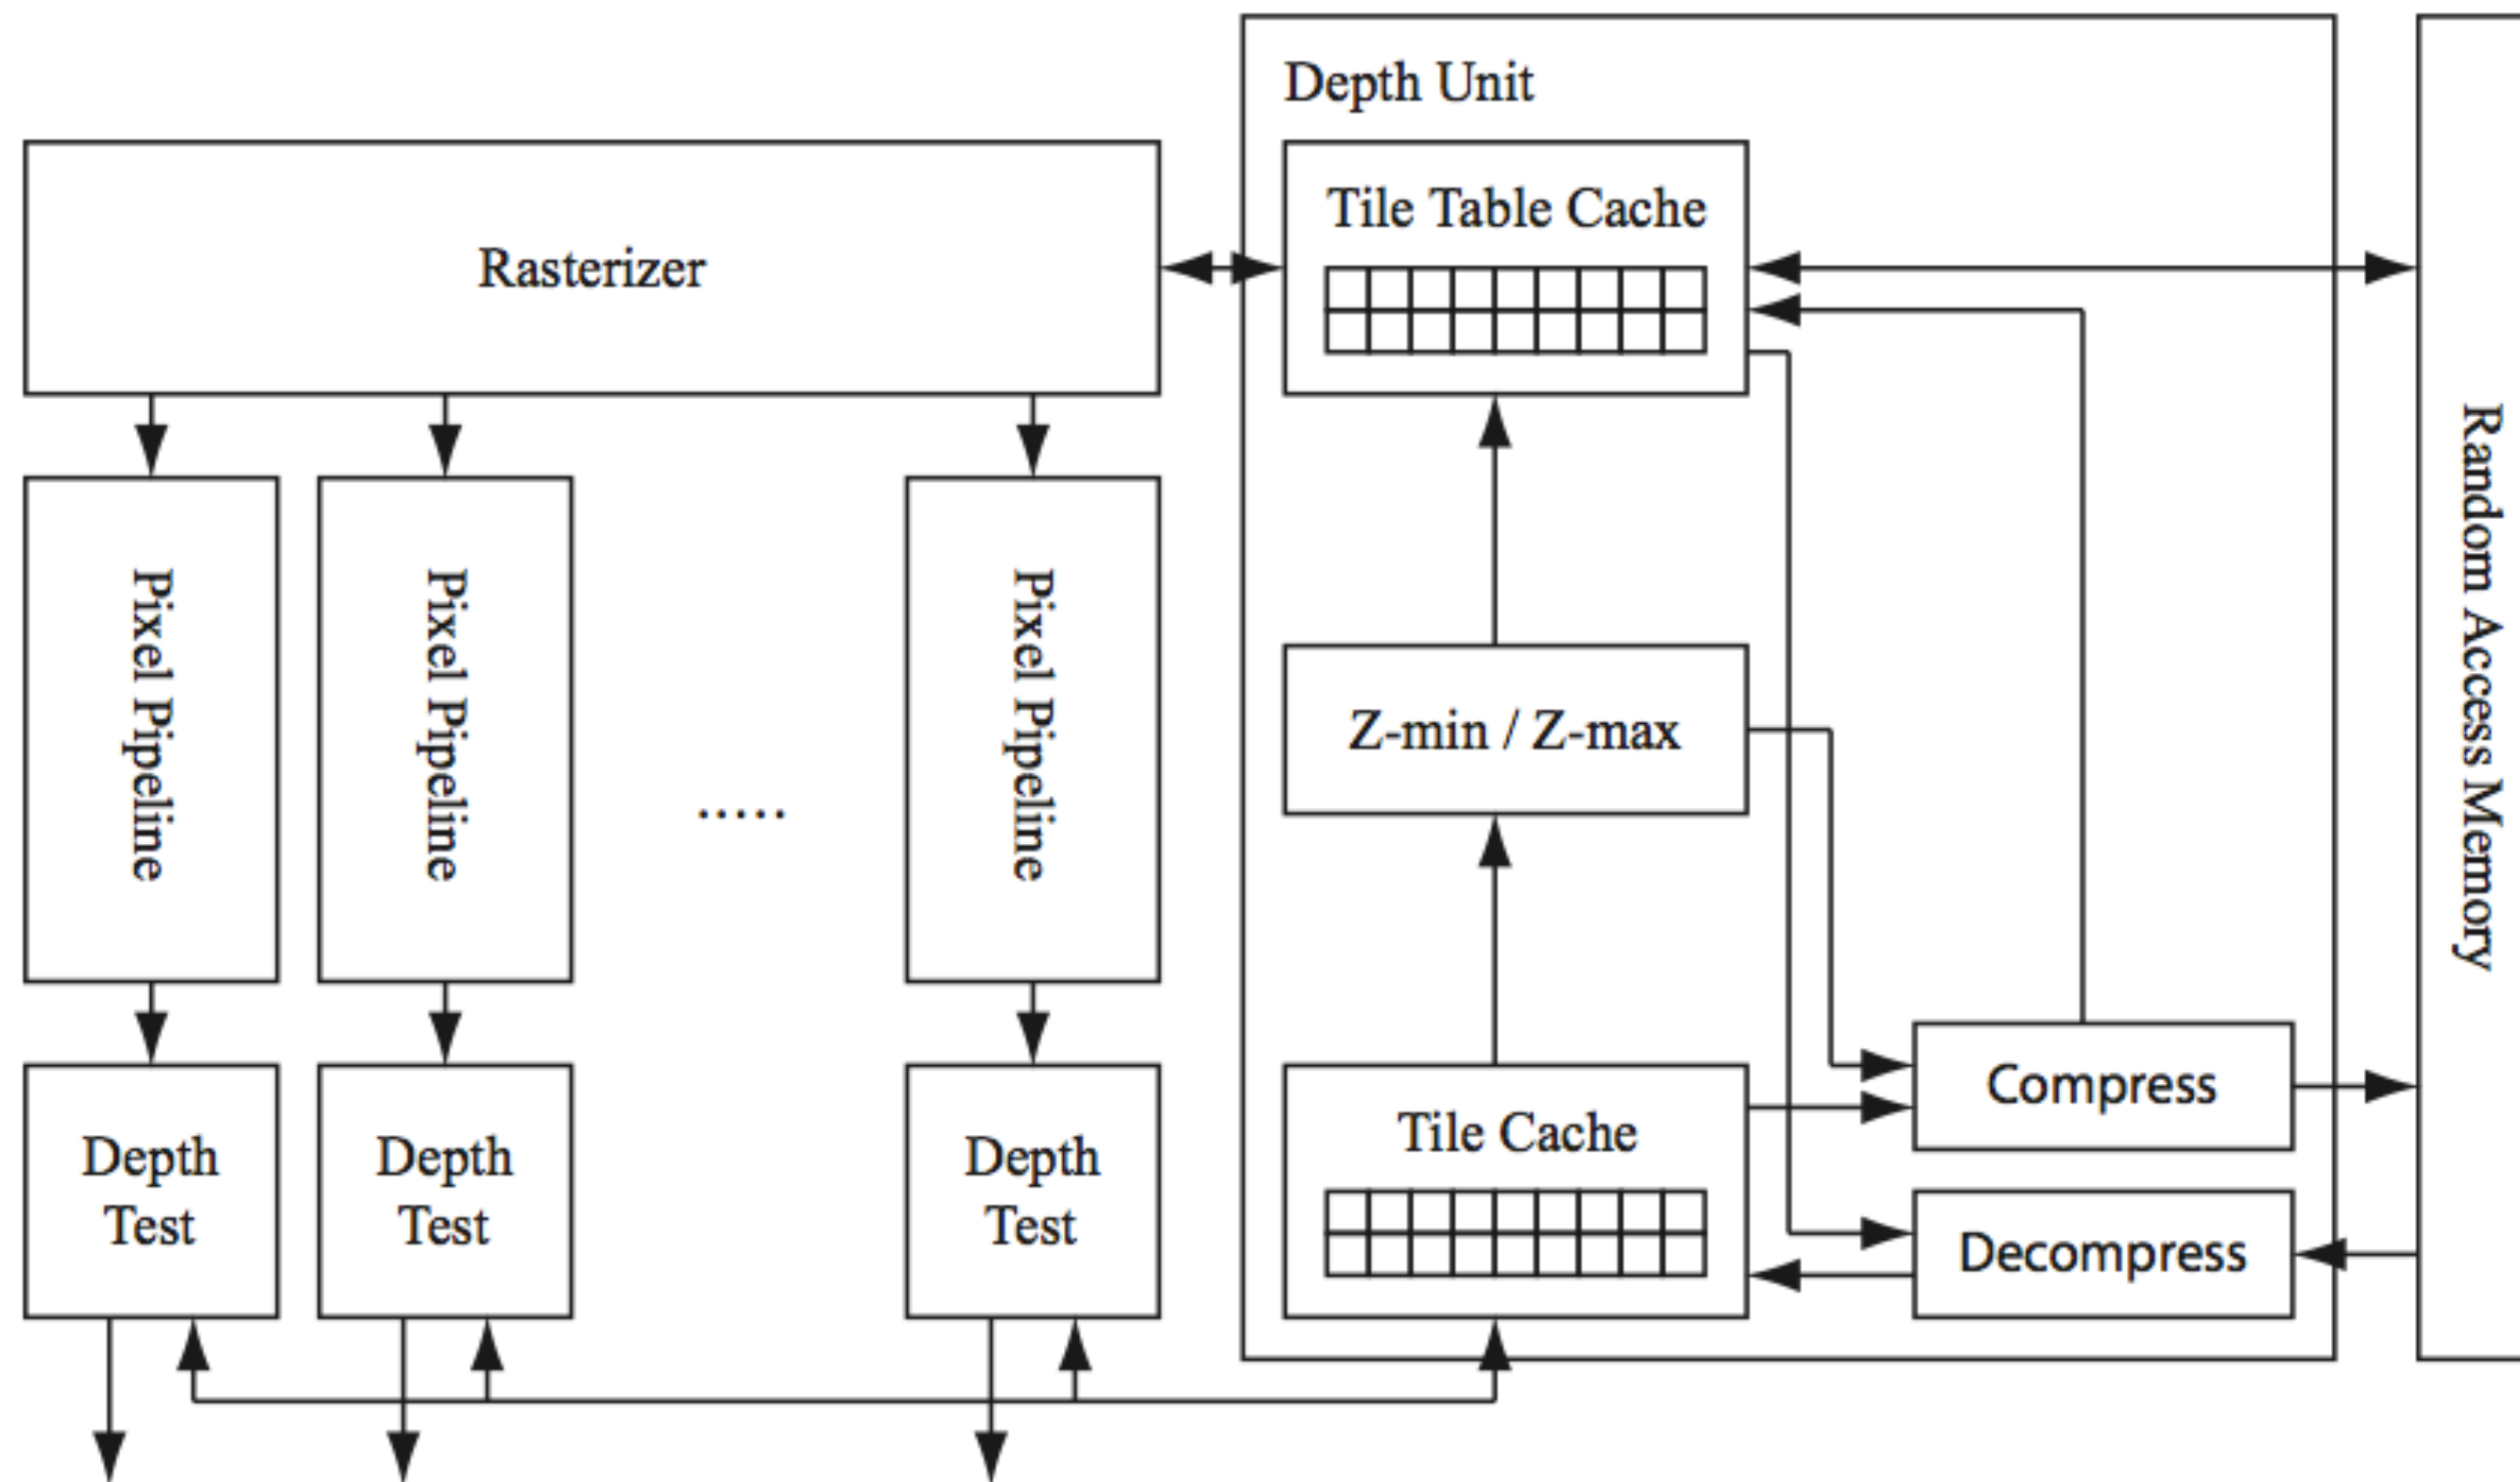 Depth Unit
Rasterizer
Tile Table Cache
Pixel Pipeline
Pixel Pipeline
.....
Pixel Pipeline
Z-min / Z-max
Random Access Memory
Depth
Test
Depth
Test
Depth
Test
Tile Cache
Compress
Decompress